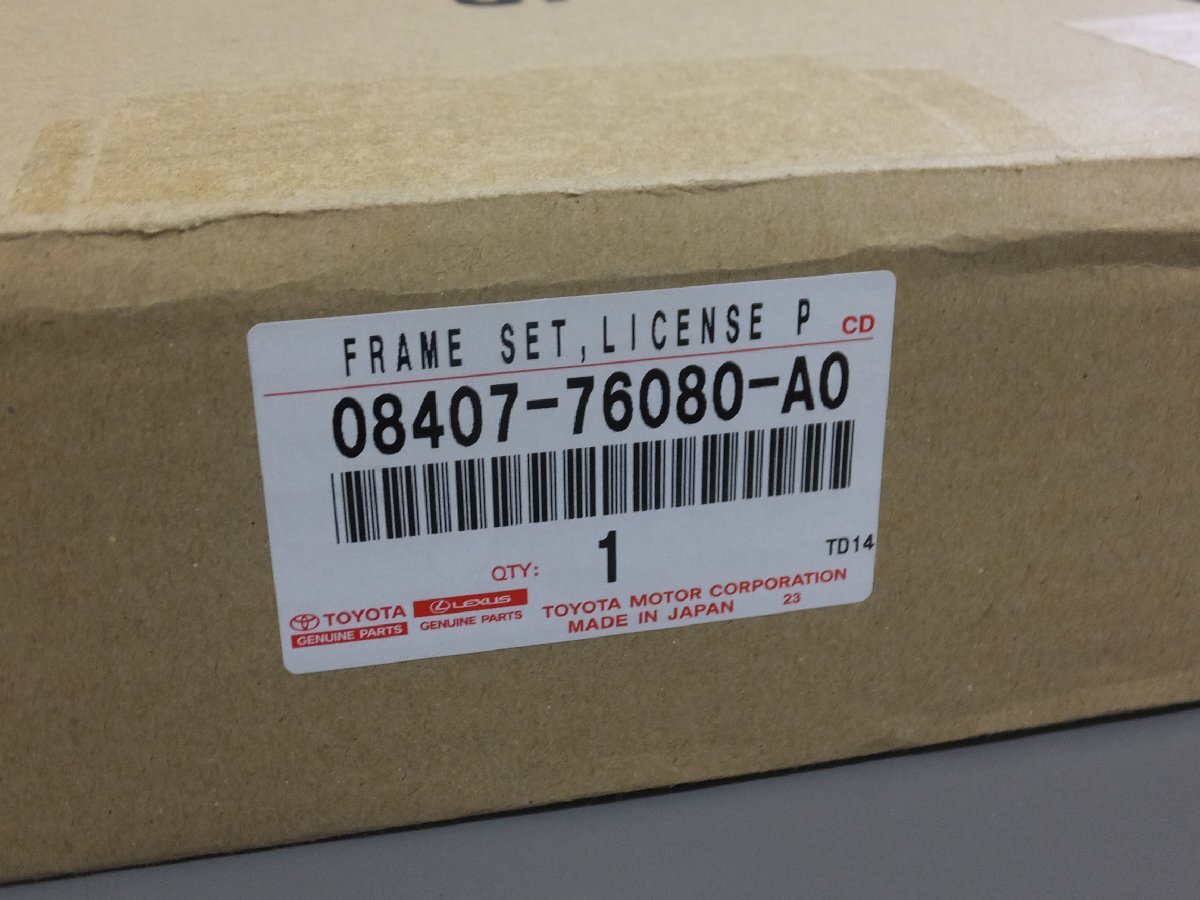 FRAME SET,LICENSE P CD
08407-76080-A0
QTY: 1 TD14
TOYOTA
GENUINE PARTS
LEXUS
GENUINE PARTS
TOYOTA MOTOR CORPORATION
MADE IN JAPAN 23